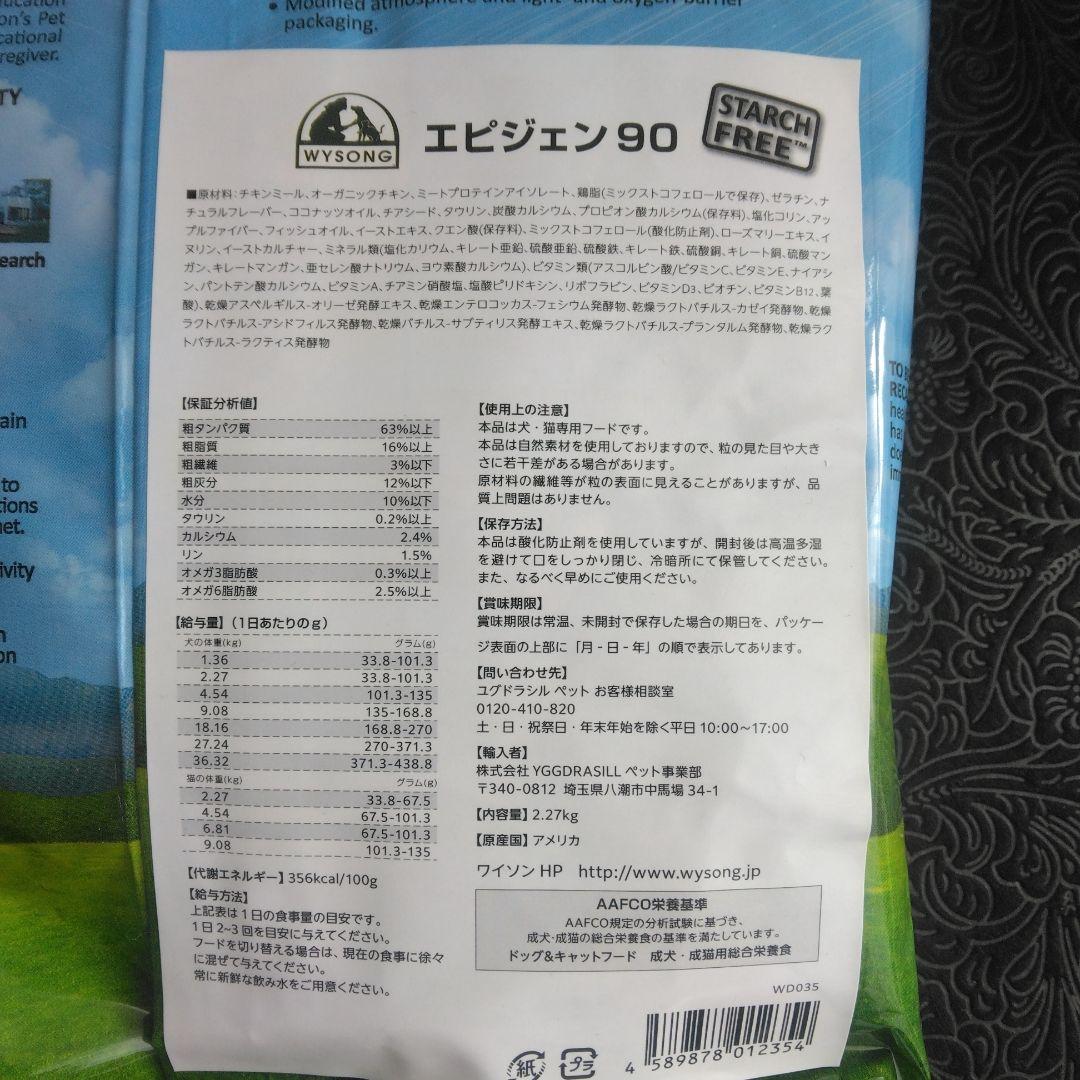 ucation
on's Pet
cational
regiver.
TY
earch
ain
to
tions
net.
ivity
n
on
• Modified atmosphere and light- and oxygen-barrier
packaging.
WYSONG
エピジェン90
STARCH
FREE™
■原材料：チキンミール、オーガニックチキン、ミートプロテインアイソレート、鶏脂(ミックストコフェロールで保存)、ゼラチン、ナ
チュラルフレーバー、ココナッツオイル、チアシード、タウリン、炭酸カルシウム、プロピオン酸カルシウム(保存料)、塩化コリン、アッ
プルファイバー、フィッシュオイル、イーストエキス、クエン酸(保存料)、ミックストコフェロール(酸化防止剤)、ローズマリーエキス、イ
ヌリン、イーストカルチャー、ミネラル類(塩化カリウム、キレート亜鉛、硫酸亜鉛、硫酸鉄、キレート鉄、硫酸銅、キレート銅、硫酸マン
ガン、キレートマンガン、亜セレン酸ナトリウム、ヨウ素酸カルシウム)、ビタミン類(アスコルビン酸/ビタミンC、ビタミンE、ナイアシ
ン、パントテン酸カルシウム、ビタミンA、チアミン硝酸塩、塩酸ピリドキシン、リボフラビン、ビタミンD3、ビオチン、ビタミンB12、葉
酸)、乾燥アスペルギルス-オリーゼ発酵エキス、乾燥エンテロコッカス-フェシウム発酵物、乾燥ラクトバチルス-カゼイ発酵物、乾燥
ラクトバチルス-アシドフィルス発酵物、乾燥バチルス-サブティリス発酵エキス、乾燥ラクトバチルス-プランタルム発酵物、乾燥ラク
トバチルス-ラクティス発酵物
【保証分析値】
粗タンパク質 63%以上
粗脂質 16%以上
粗繊維 3%以下
粗灰分 12%以下
水分 10%以下
タウリン 0.2%以上
カルシウム 2.4%
リン 1.5%
オメガ3脂肪酸 0.3%以上
オメガ6脂肪酸 2.5%以上
【給与量】（1日あたりのg）
犬の体重(kg) グラム(g)
1.36 33.8-101.3
2.27 33.8-101.3
4.54 101.3-135
9.08 135-168.8
18.16 168.8-270
27.24 270-371.3
36.32 371.3-438.8
猫の体重(kg) グラム(g)
2.27 33.8-67.5
4.54 67.5-101.3
6.81 67.5-101.3
9.08 101.3-135
【代謝エネルギー】356kcal/100g
【給与方法】
上記表は1日の食事量の目安です。
1日2~3回を目安に与えてください。
フードを切り替える場合は、現在の食事に徐々
に混ぜて与えてください。
常に新鮮な飲み水をご用意ください。
【使用上の注意】
本品は犬・猫専用フードです。
本品は自然素材を使用しておりますので、粒の見た目や大き
さに若干差がある場合があります。
原材料の繊維等が粒の表面に見えることがありますが、品
質上問題はありません。
【保存方法】
本品は酸化防止剤を使用していますが、開封後は高温多湿
を避けて口をしっかり閉じ、冷暗所にて保管してください。
また、なるべく早めにご使用ください。
【賞味期限】
賞味期限は常温、未開封で保存した場合の期日を、パッケー
ジ表面の上部に「月-日-年」の順で表示してあります。
【問い合わせ先】
ユグドラシル ペット お客様相談室
0120-410-820
土・日・祝祭日・年末年始を除く平日 10:00～17:00
【輸入者】
株式会社 YGGDRASILL ペット事業部
〒340-0812 埼玉県八潮市中馬場 34-1
【内容量】2.27kg
【原産国】アメリカ
ワイソン HP http://www.wysong.jp
AAFCO栄養基準
AAFCO規定の分析試験に基づき、
成犬・成猫の総合栄養食の基準を満たしています。
ドッグ&キャットフード 成犬・成猫用総合栄養食
WD035
4 589878 012354
紙
プラ
TO
REC
hea
ha
do
im